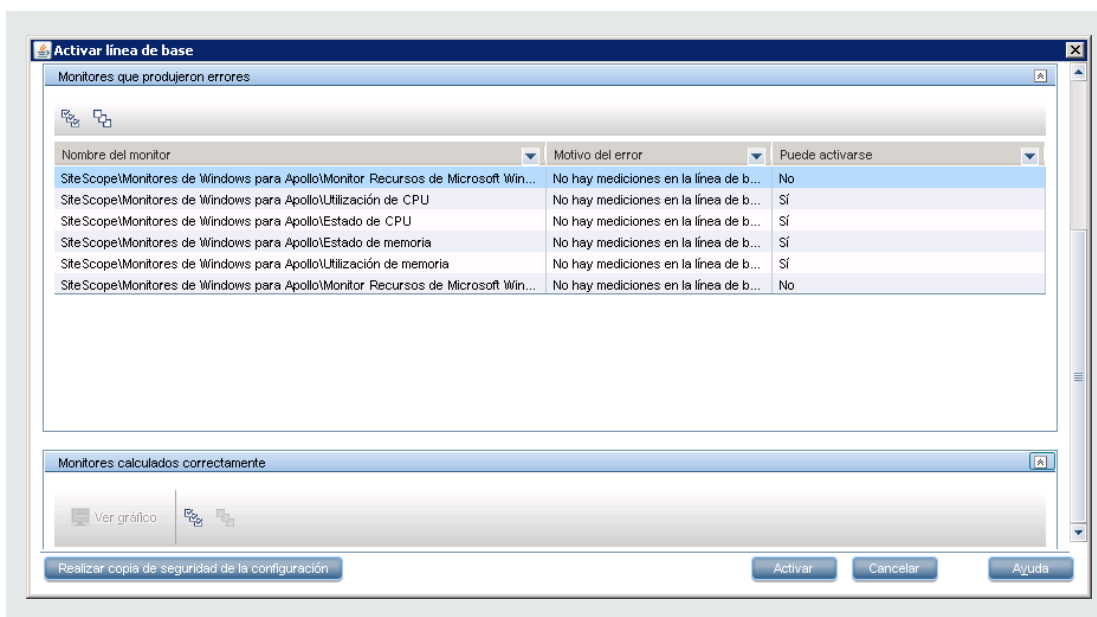 Activar línea de base
Monitores que produjeron errores
Nombre del monitor Motivo del error Puede activarse
SiteScope\Monitores de Windows para Apollo\Monitor Recursos de Microsoft Win... No hay mediciones en la línea de b... No
SiteScope\Monitores de Windows para Apollo\Utilización de CPU No hay mediciones en la línea de b... Sí
SiteScope\Monitores de Windows para Apollo\Estado de CPU No hay mediciones en la línea de b... Sí
SiteScope\Monitores de Windows para Apollo\Estado de memoria No hay mediciones en la línea de b... Sí
SiteScope\Monitores de Windows para Apollo\Utilización de memoria No hay mediciones en la línea de b... Sí
SiteScope\Monitores de Windows para Apollo\Monitor Recursos de Microsoft Win... No hay mediciones en la línea de b... No
Monitores calculados correctamente
Ver gráfico
Realizar copia de seguridad de la configuración Activar Cancelar Ayuda